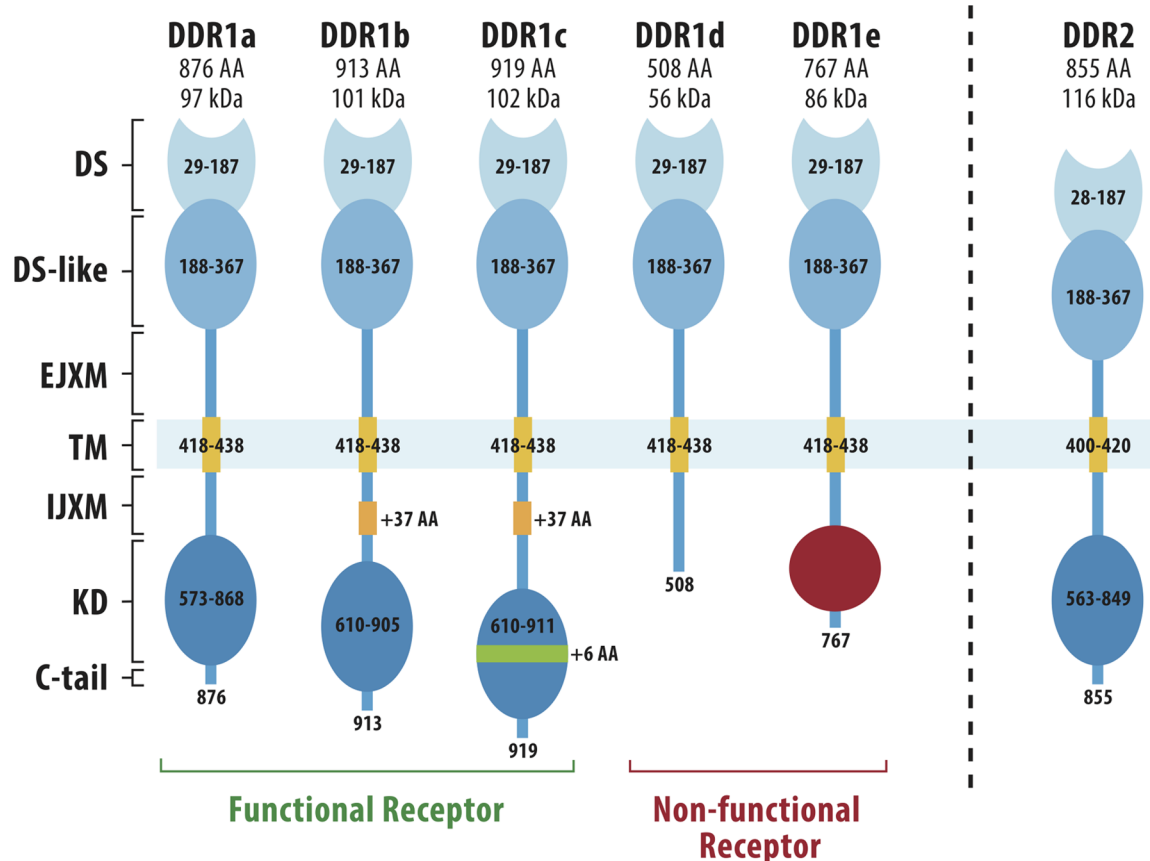 DDR1a
876 AA
97 kDa
DDR1b
913 AA
101 kDa
DDR1c
919 AA
102 kDa
DDR1d
508 AA
56 kDa
DDR1e
767 AA
86 kDa
DDR2
855 AA
116 kDa
DS
29-187
29-187
29-187
29-187
29-187
28-187
DS-like
188-367
188-367
188-367
188-367
188-367
188-367
EJXM
TM
418-438
418-438
418-438
418-438
418-438
400-420
IJXM
+37 AA
+37 AA
KD
573-868
610-905
610-911
+6 AA
508
767
563-849
C-tail
876
913
919
855
Functional Receptor
Non-functional
Receptor